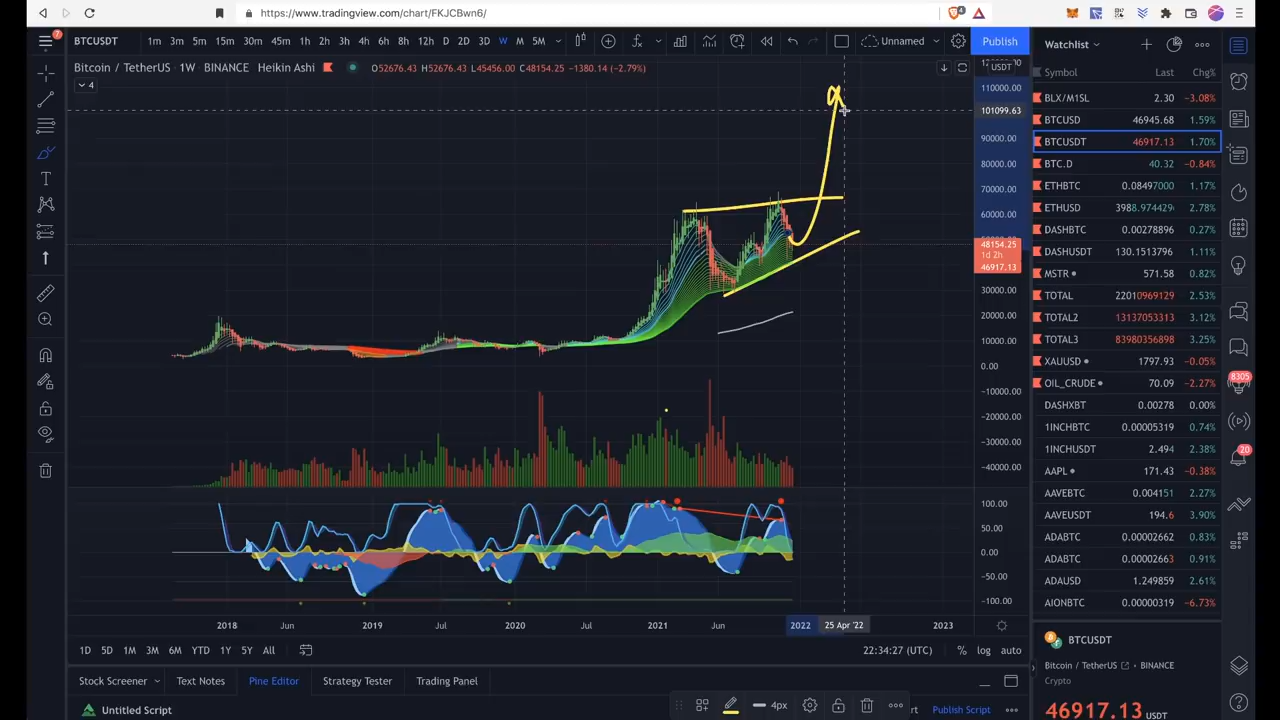 https://www.tradingview.com/chart/FKJCBwn6/
7
BTCUSDT 1m 3m 5m 15m 30m 1h 2h 3h 4h 6h 8h 12h D 2D 3D W M 5M Unnamed Publish
Bitcoin / TetherUS · 1W · BINANCE Heikin Ashi O52676.43 H52676.43 L45456.00 C48154.25 −1380.14 (−2.79%)
4
USDT
110000.00
101099.63
90000.00
80000.00
70000.00
60000.00
48154.25
1d 2h
46917.13
30000.00
20000.00
10000.00
0.00
−10000.00
−20000.00
−30000.00
−40000.00
100.00
50.00
0.00
−50.00
−100.00
2018 Jun 2019 Jul 2020 Jul 2021 Jun 2022 25 Apr '22 2023
1D 5D 1M 3M 6M YTD 1Y 5Y All 22:34:27 (UTC) % log auto
Stock Screener Text Notes Pine Editor Strategy Tester Trading Panel
Untitled Script 4px Publish Script
Watchlist
Symbol Last Chg%
BLX/M1SL 2.30 −3.08%
BTCUSD 46945.68 1.59%
BTCUSDT 46917.13 1.70%
BTC.D 40.32 −0.84%
ETHBTC 0.08497000 1.17%
ETHUSD 3988.974429 2.78%
DASHBTC 0.00278896 0.27%
DASHUSDT 130.1513796 1.11%
MSTR 571.58 0.82%
TOTAL 22010969129 2.53%
TOTAL2 13137053313 3.12%
TOTAL3 83980356898 3.25%
XAUUSD 1797.93 −0.05%
OIL_CRUDE 70.09 −2.27%
DASHXBT 0.00278 0.00%
1INCHBTC 0.00005319 0.74%
1INCHUSDT 2.494 2.38%
AAPL 171.43 −0.38%
AAVEBTC 0.004151 2.27%
AAVEUSDT 194.6 3.90%
ADABTC 0.00002662 0.83%
ADABTC 0.00002663 0.91%
ADAUSD 1.249859 2.61%
AIONBTC 0.00000319 −6.73%
BTCUSDT
Bitcoin / TetherUS · BINANCE
Crypto
46917.13 USDT
8305
20